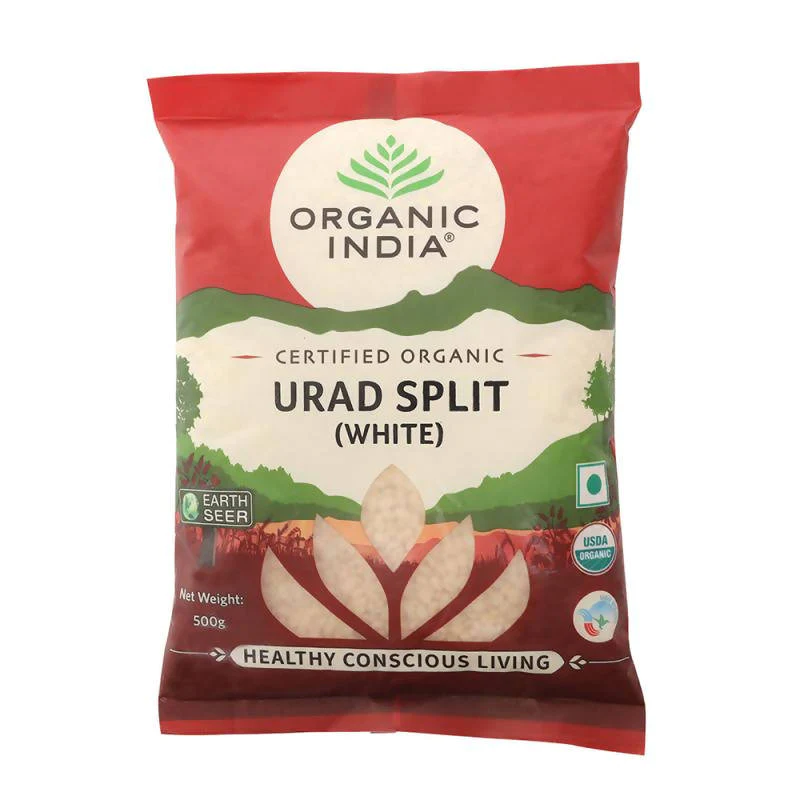 ORGANIC
INDIA®
CERTIFIED ORGANIC
URAD SPLIT
(WHITE)
EARTH
SEER
USDA
ORGANIC
Net Weight:
500g
HEALTHY CONSCIOUS LIVING